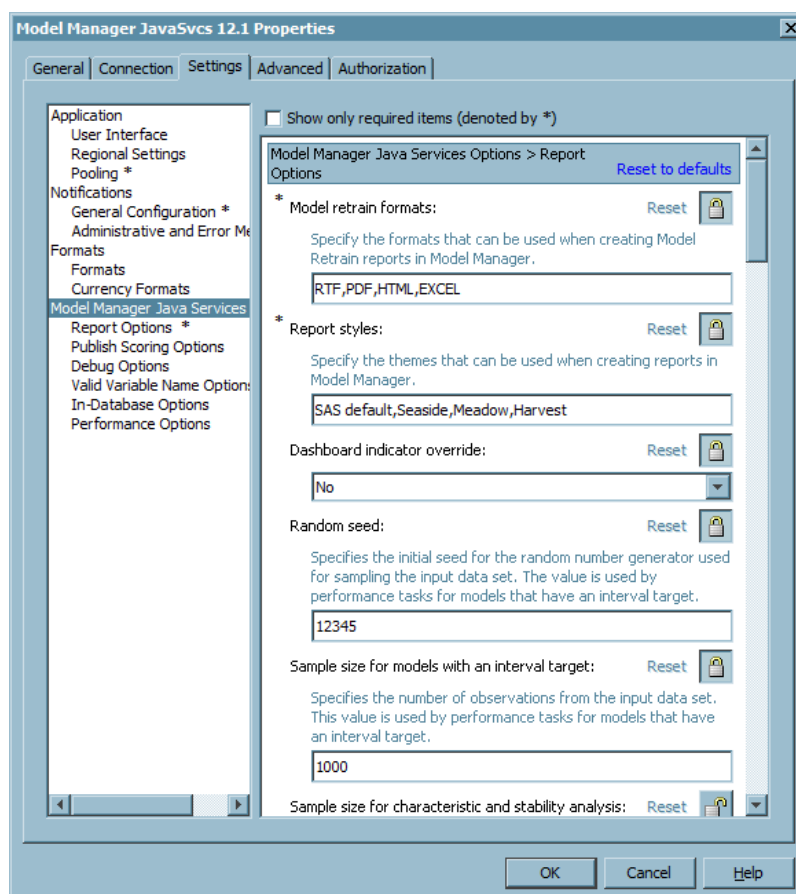 Model Manager JavaSvcs 12.1 Properties
General
Connection
Settings
Advanced
Authorization
Application
User Interface
Regional Settings
Pooling *
Notifications
General Configuration *
Administrative and Error Me
Formats
Formats
Currency Formats
Model Manager Java Services
Report Options *
Publish Scoring Options
Debug Options
Valid Variable Name Option
In-Database Options
Performance Options
Show only required items (denoted by *)
Model Manager Java Services Options > Report
Options
Reset to defaults
* Model retrain formats:
Reset
Specify the formats that can be used when creating Model
Retrain reports in Model Manager.
RTF,PDF,HTML,EXCEL
* Report styles:
Reset
Specify the themes that can be used when creating reports in
Model Manager.
SAS default,Seaside,Meadow,Harvest
Dashboard indicator override:
Reset
No
Random seed:
Reset
Specifies the initial seed for the random number generator used
for sampling the input data set. The value is used by
performance tasks for models that have an interval target.
12345
Sample size for models with an interval target:
Reset
Specifies the number of observations from the input data set.
This value is used by performance tasks for models that have
an interval target.
1000
Sample size for characteristic and stability analysis:
Reset
OK
Cancel
Help